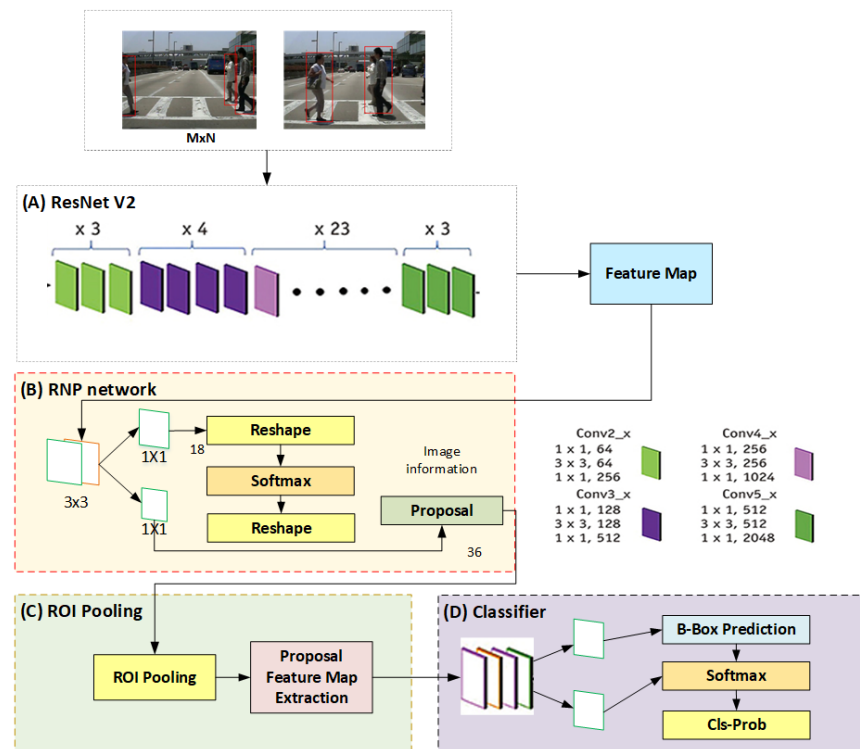 MxN
(A) ResNet V2
x 3
x 4
x 23
x 3
Feature Map
(B) RNP network
3x3
1X1
18
1X1
Reshape
Softmax
Reshape
Image
information
Proposal
36
Conv2_x
1 x 1, 64
3 x 3, 64
1 x 1, 256
Conv4_x
1 x 1, 256
3 x 3, 256
1 x 1, 1024
Conv3_x
1 x 1, 128
3 x 3, 128
1 x 1, 512
Conv5_x
1 x 1, 512
3 x 3, 512
1 x 1, 2048
(C) ROI Pooling
ROI Pooling
Proposal
Feature Map
Extraction
(D) Classifier
B-Box Prediction
Softmax
Cls-Prob